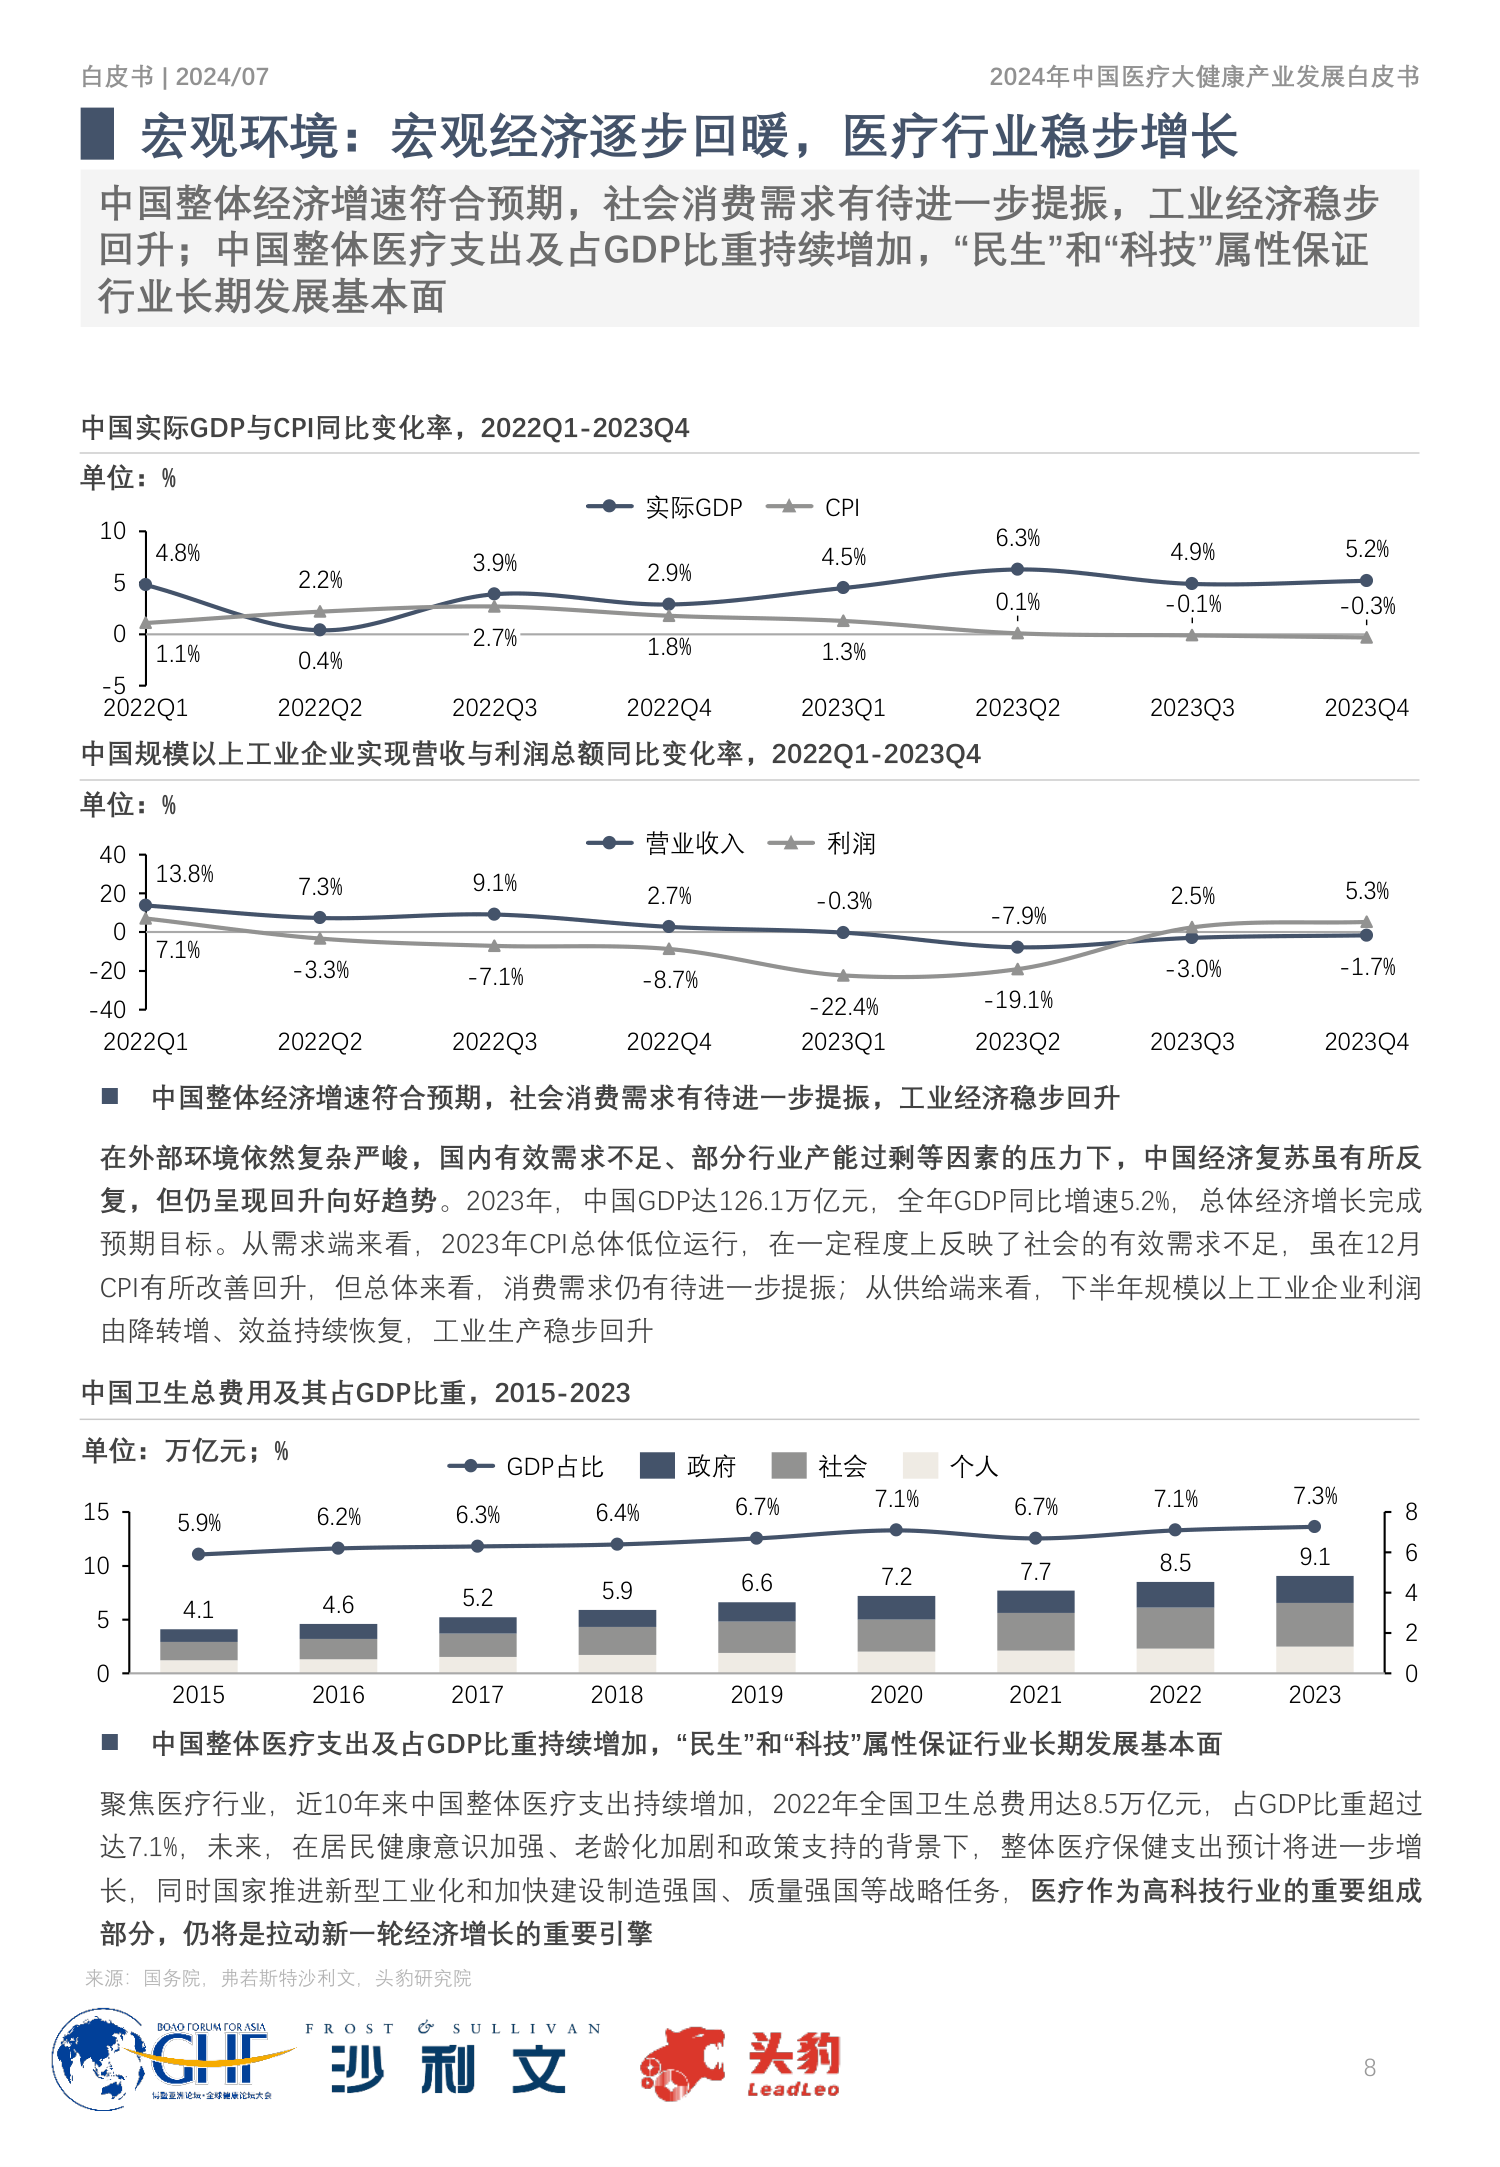 白皮书 | 2024/07
2024年中国医疗大健康产业发展白皮书
宏观环境：宏观经济逐步回暖，医疗行业稳步增长
中国整体经济增速符合预期，社会消费需求有待进一步提振，工业经济稳步
回升；中国整体医疗支出及占GDP比重持续增加，“民生”和“科技”属性保证
行业长期发展基本面
中国实际GDP与CPI同比变化率，2022Q1-2023Q4
单位：%
实际GDP CPI
10
5
0
-5
4.8% 2.2% 3.9% 2.9% 4.5% 6.3% 4.9% 5.2%
1.1% 0.4% 2.7% 1.8% 1.3% 0.1% -0.1% -0.3%
2022Q1 2022Q2 2022Q3 2022Q4 2023Q1 2023Q2 2023Q3 2023Q4
中国规模以上工业企业实现营收与利润总额同比变化率，2022Q1-2023Q4
单位：%
营业收入 利润
40
20
0
-20
-40
13.8% 7.3% 9.1% 2.7% -0.3% -7.9% 2.5% 5.3%
7.1% -3.3% -7.1% -8.7% -22.4% -19.1% -3.0% -1.7%
2022Q1 2022Q2 2022Q3 2022Q4 2023Q1 2023Q2 2023Q3 2023Q4
中国整体经济增速符合预期，社会消费需求有待进一步提振，工业经济稳步回升
在外部环境依然复杂严峻，国内有效需求不足、部分行业产能过剩等因素的压力下，中国经济复苏虽有所反
复，但仍呈现回升向好趋势。2023年，中国GDP达126.1万亿元，全年GDP同比增速5.2%，总体经济增长完成
预期目标。从需求端来看，2023年CPI总体低位运行，在一定程度上反映了社会的有效需求不足，虽在12月
CPI有所改善回升，但总体来看，消费需求仍有待进一步提振；从供给端来看，下半年规模以上工业企业利润
由降转增、效益持续恢复，工业生产稳步回升
中国卫生总费用及其占GDP比重，2015-2023
单位：万亿元；%
GDP占比 政府 社会 个人
15
10
5
0
5.9% 6.2% 6.3% 6.4% 6.7% 7.1% 6.7% 7.1% 7.3%
4.1 4.6 5.2 5.9 6.6 7.2 7.7 8.5 9.1
8
6
4
2
0
2015 2016 2017 2018 2019 2020 2021 2022 2023
中国整体医疗支出及占GDP比重持续增加，“民生”和“科技”属性保证行业长期发展基本面
聚焦医疗行业，近10年来中国整体医疗支出持续增加，2022年全国卫生总费用达8.5万亿元，占GDP比重超过
达7.1%，未来，在居民健康意识加强、老龄化加剧和政策支持的背景下，整体医疗保健支出预计将进一步增
长，同时国家推进新型工业化和加快建设制造强国、质量强国等战略任务，医疗作为高科技行业的重要组成
部分，仍将是拉动新一轮经济增长的重要引擎
来源：国务院，弗若斯特沙利文，头豹研究院
BOAO FORUM FOR ASIA
GHF
博鳌亚洲论坛·全球健康论坛大会
FROST & SULLIVAN
沙利文
头豹
LeadLeo
8